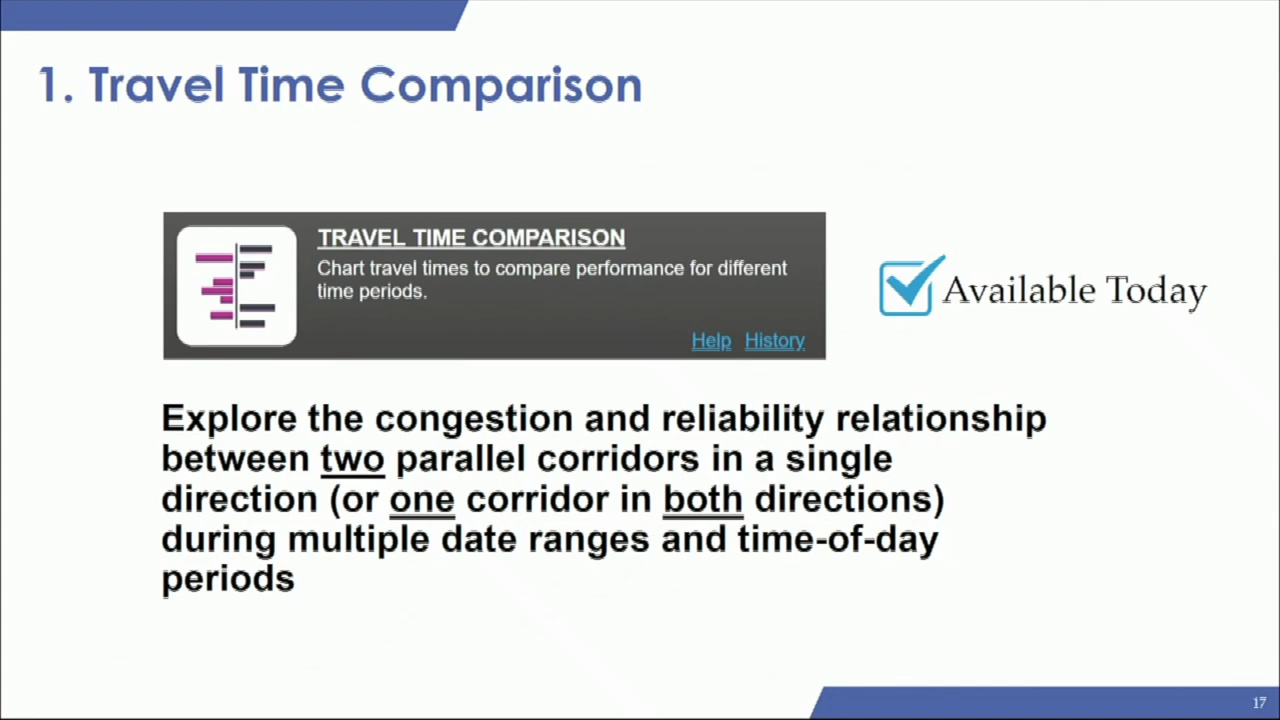 1. Travel Time Comparison
TRAVEL TIME COMPARISON
Chart travel times to compare performance for different
time periods.
Help History
Available Today
Explore the congestion and reliability relationship
between two parallel corridors in a single
direction (or one corridor in both directions)
during multiple date ranges and time-of-day
periods
17